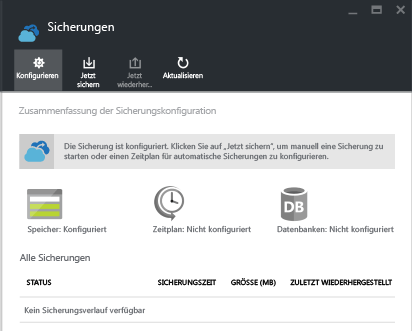 Sicherungen
Konfigurieren
Jetzt
sichern
Jetzt
wiederher...
Aktualisieren
Zusammenfassung der Sicherungskonfiguration
Die Sicherung ist konfiguriert. Klicken Sie auf „Jetzt sichern", um manuell eine Sicherung zu
starten oder einen Zeitplan für automatische Sicherungen zu konfigurieren.
DB
Speicher: Konfiguriert
Zeitplan: Nicht konfiguriert
Datenbanken: Nicht konfiguriert
Alle Sicherungen
STATUS SICHERUNGSZEIT GRÖSSE (MB) ZULETZT WIEDERHERGESTELLT
Kein Sicherungsverlauf verfügbar